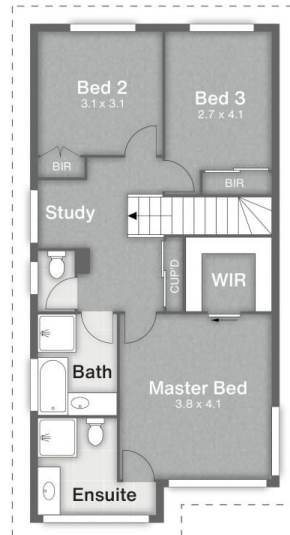 Bed 2
3.1 x 3.1
Bed 3
2.7 x 4.1
BIR
BIR
Study
CUP'D
WIR
Bath
Master Bed
3.8 x 4.1
Ensuite